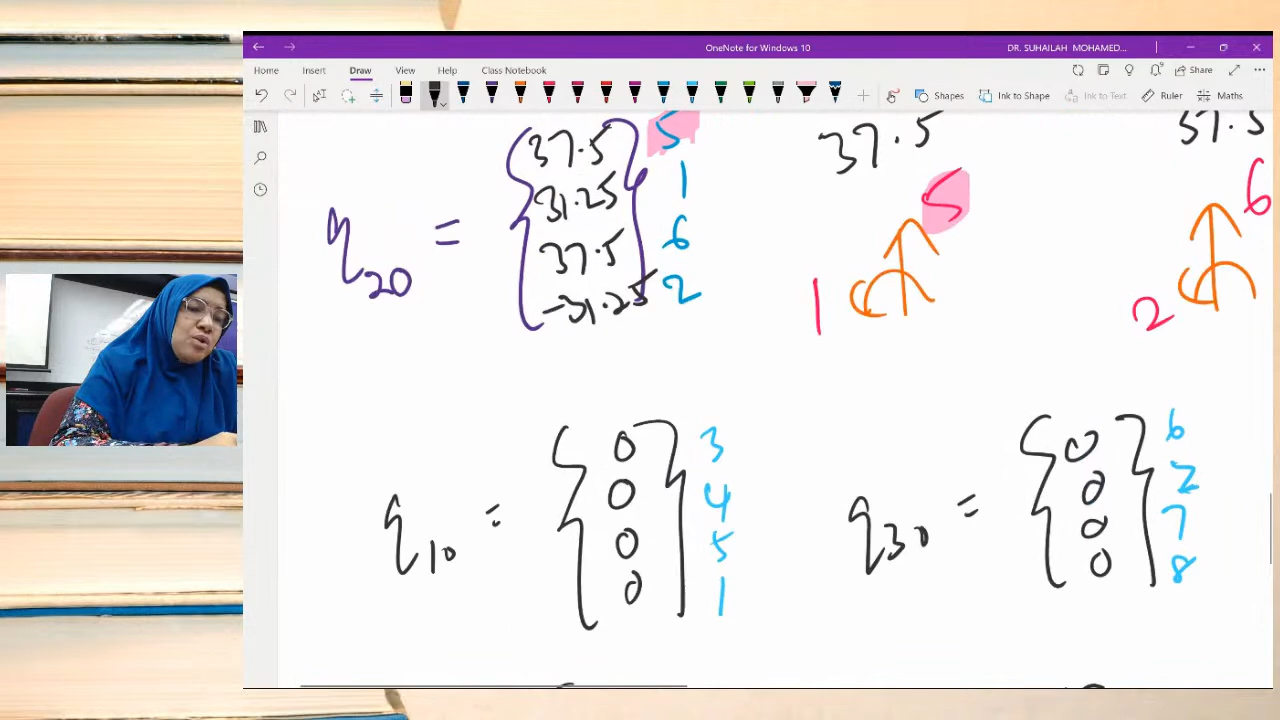 OneNote for Windows 10
DR. SUHAILAH MOHAMED...
Home Insert Draw View Help Class Notebook
Share
Shapes Ink to Shape Ink to Text Ruler Maths
q20 = { 37.5 } 5
31.25 1
37.5 6
-31.25 2
37.5
5
1
37.5
6
2
q10 = { 0 } 3
0 4
0 5
0 1
q30 = { 0 } 6
0 2
0 7
0 8